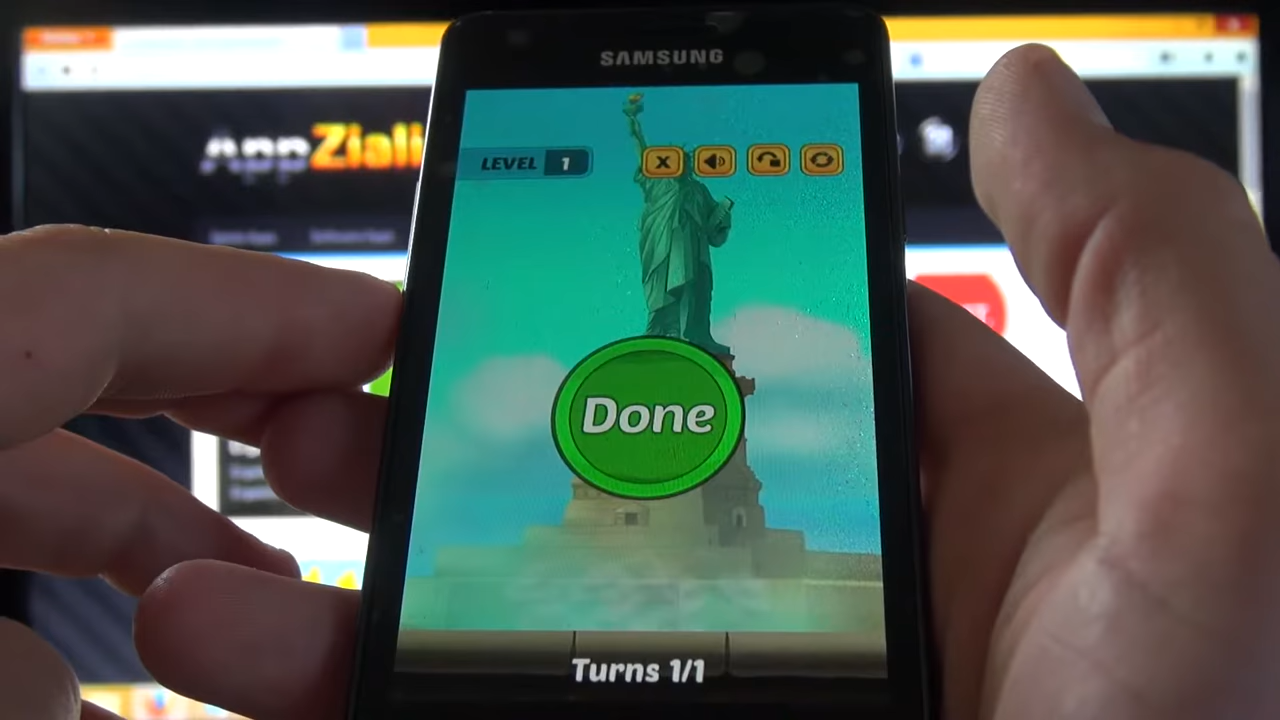 SAMSUNG
AppZiali
LEVEL 1
X
Done
Turns 1/1